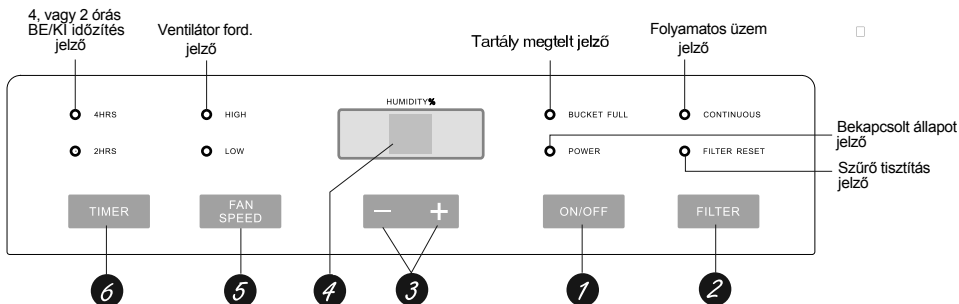 4, vagy 2 órás
BE/KI időzítés
jelző
Ventilátor ford.
jelző
Tartály megtelt jelző
Folyamatos üzem
jelző
HUMIDITY%
4HRS
HIGH
BUCKET FULL
CONTINUOUS
Bekapcsolt állapot
jelző
2HRS
LOW
POWER
FILTER RESET
Szűrő tisztítás
jelző
TIMER
FAN
SPEED
− +
ON/OFF
FILTER
6 5 4 3 1 2